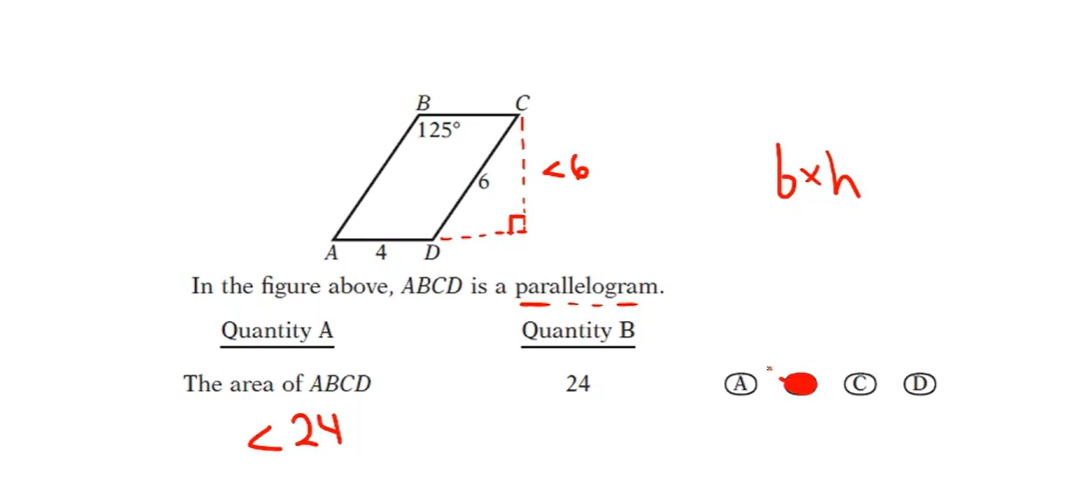 B C
125°
<6
b×h
6
A 4 D
In the figure above, ABCD is a parallelogram.
Quantity A Quantity B
The area of ABCD 24 A C D
<24